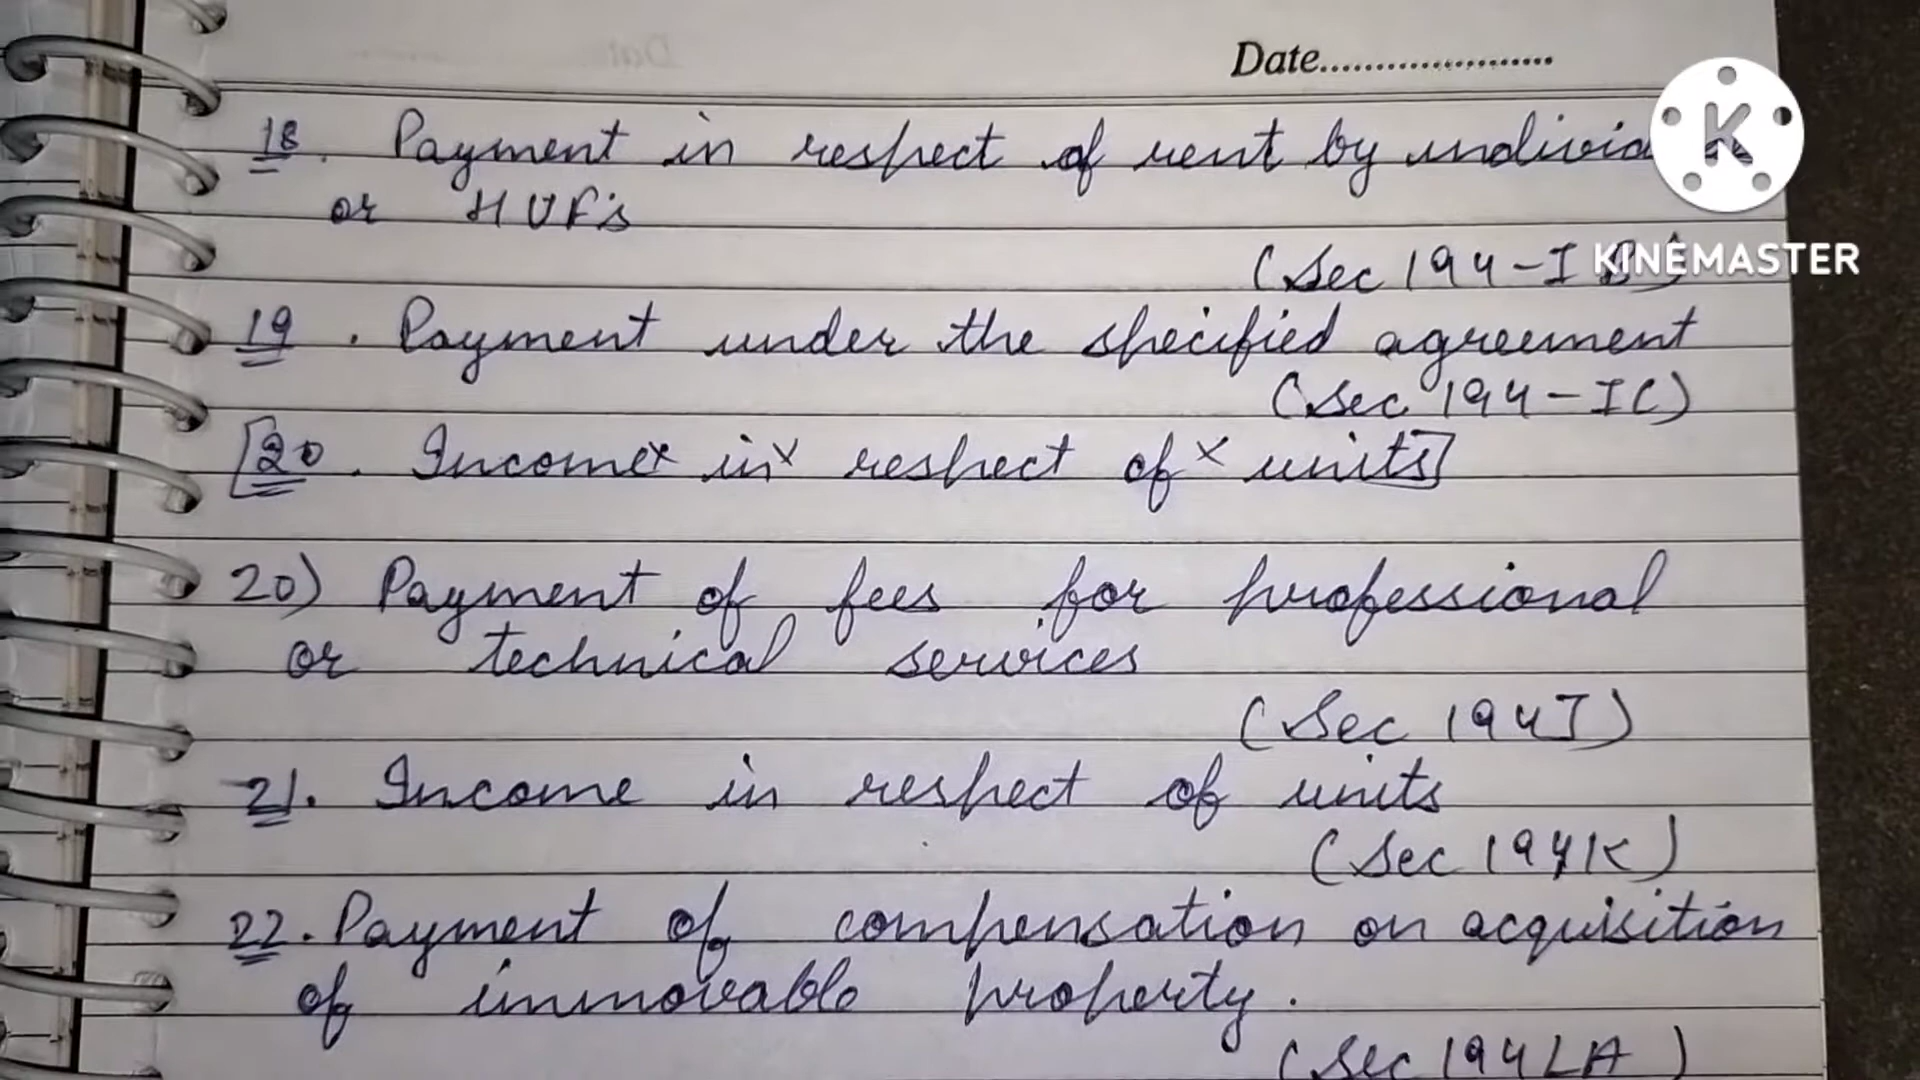 Date.....................
18. Payment in respect of rent by individ
or HUF's
(Sec 194-IB)
KINEMASTER
19. Payment under the specified agreement
(Sec 194-IC)
[20. Income x in x respect of x units]
20) Payment of fees for professional
or technical services
(Sec 194J)
21. Income in respect of units
(Sec 194K)
22. Payment of compensation on acquisition
of immovable property.
(Sec 194LA)